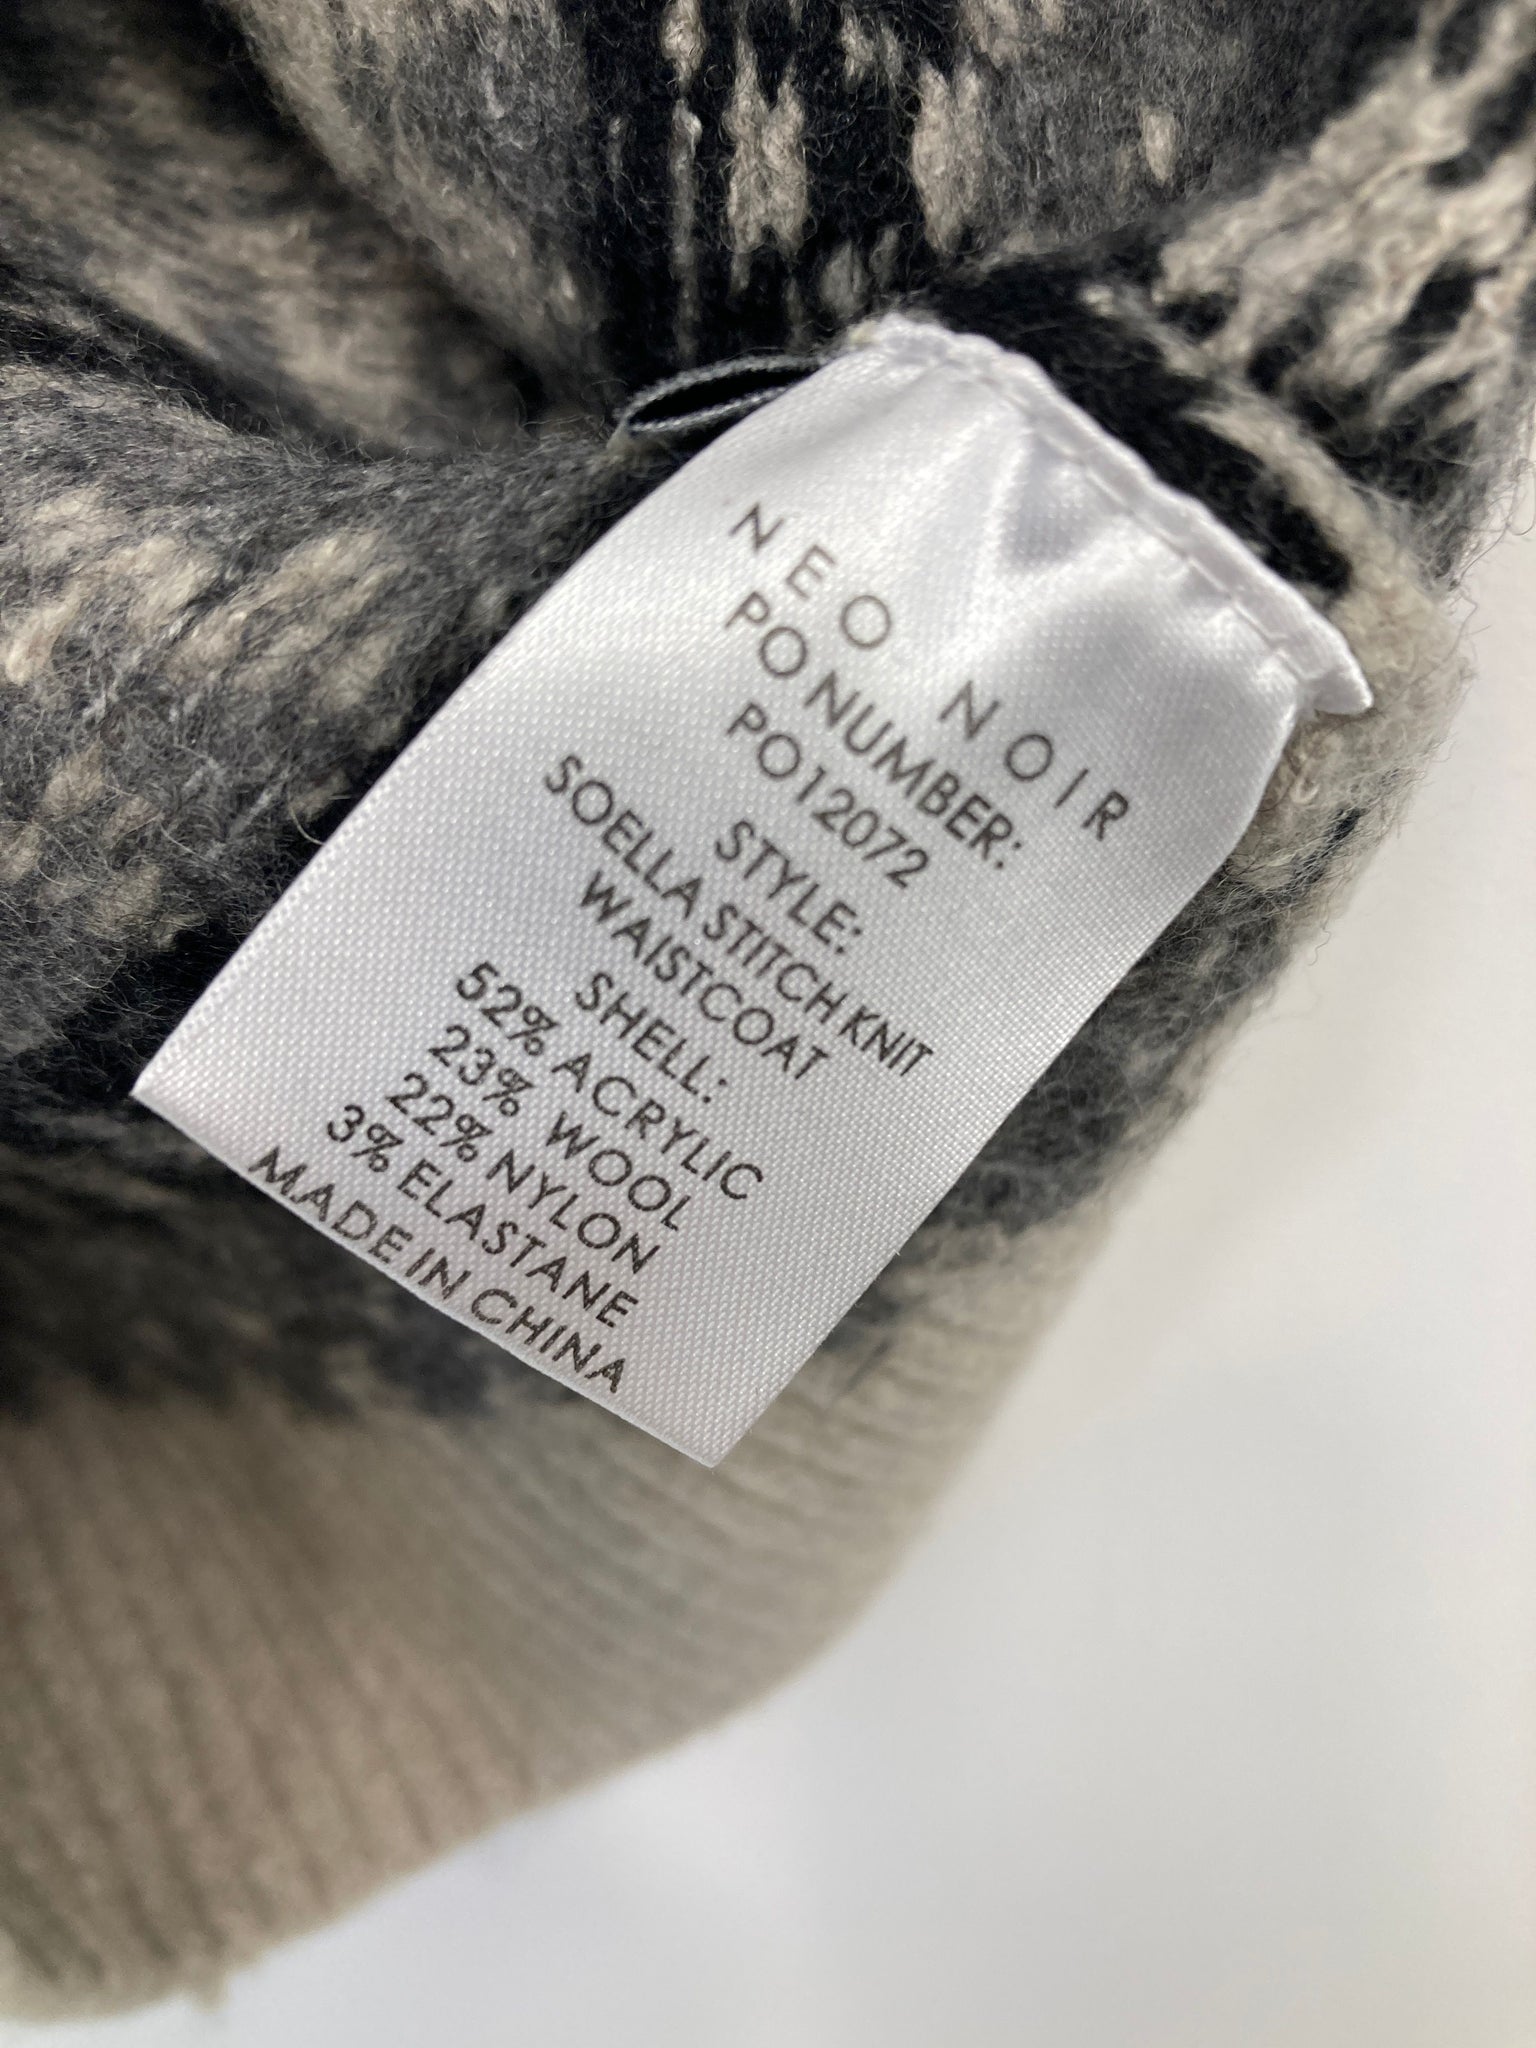 NEO NOIR
PO NUMBER:
PO12072
STYLE:
SOELLA STITCH KNIT
WAISTCOAT
SHELL:
52% ACRYLIC
23% WOOL
22% NYLON
3% ELASTANE
MADE IN CHINA